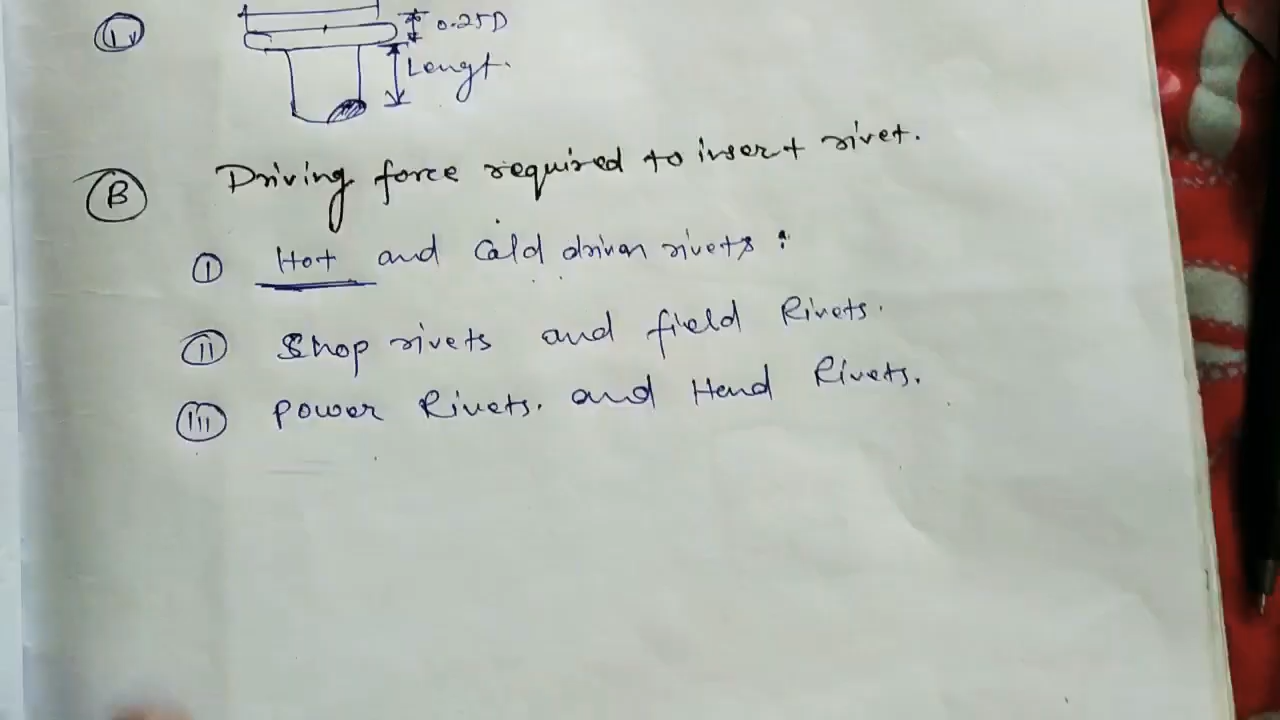 iv 0.25D
Lengt.
B Driving force required to insert rivet.
I Hot and Cold driven rivets :
II Shop rivets and field Rivets.
III Power Rivets. and Hand Rivets.